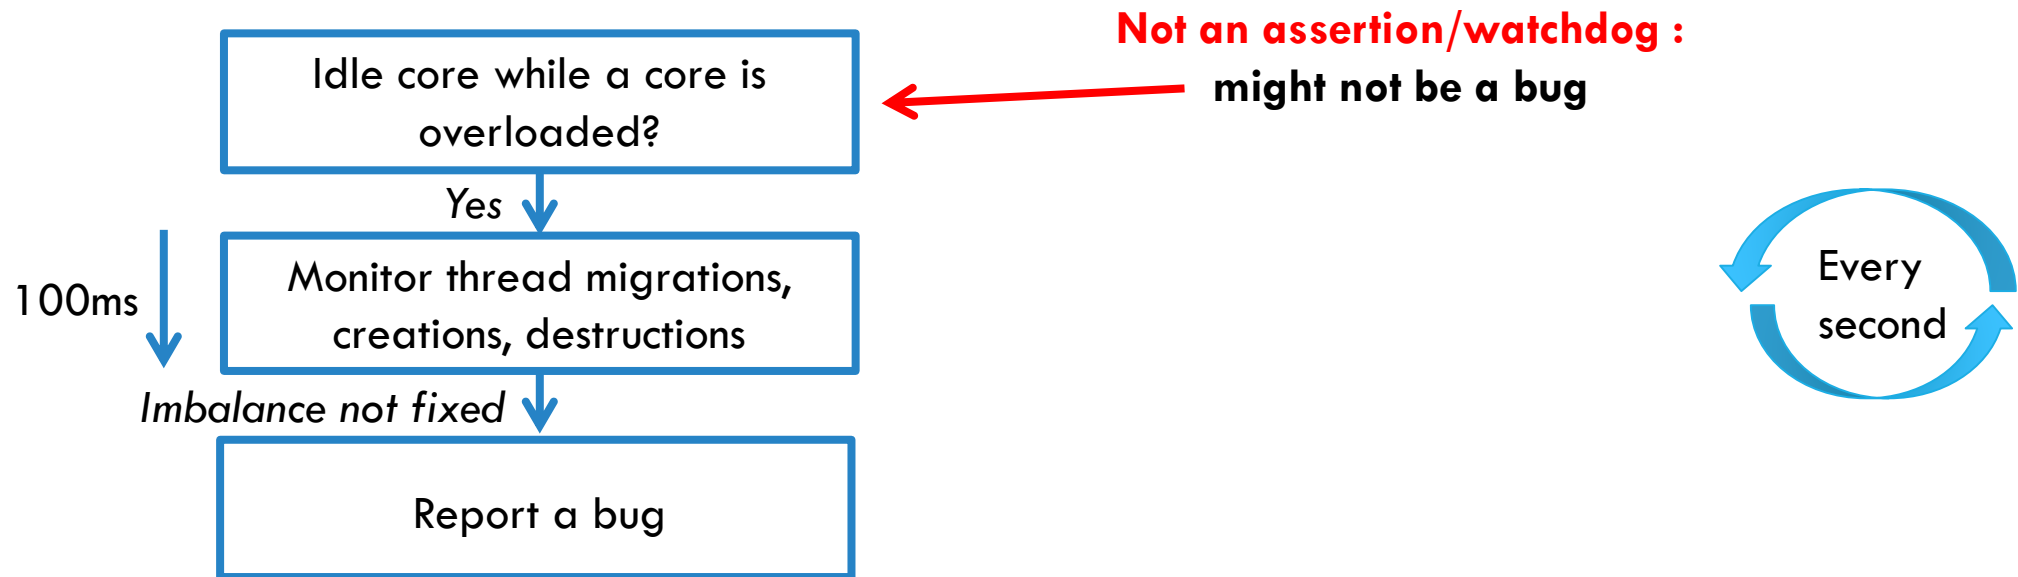 Not an assertion/watchdog :
might not be a bug
Idle core while a core is
overloaded?
Yes
100ms
Monitor thread migrations,
creations, destructions
Every
second
Imbalance not fixed
Report a bug